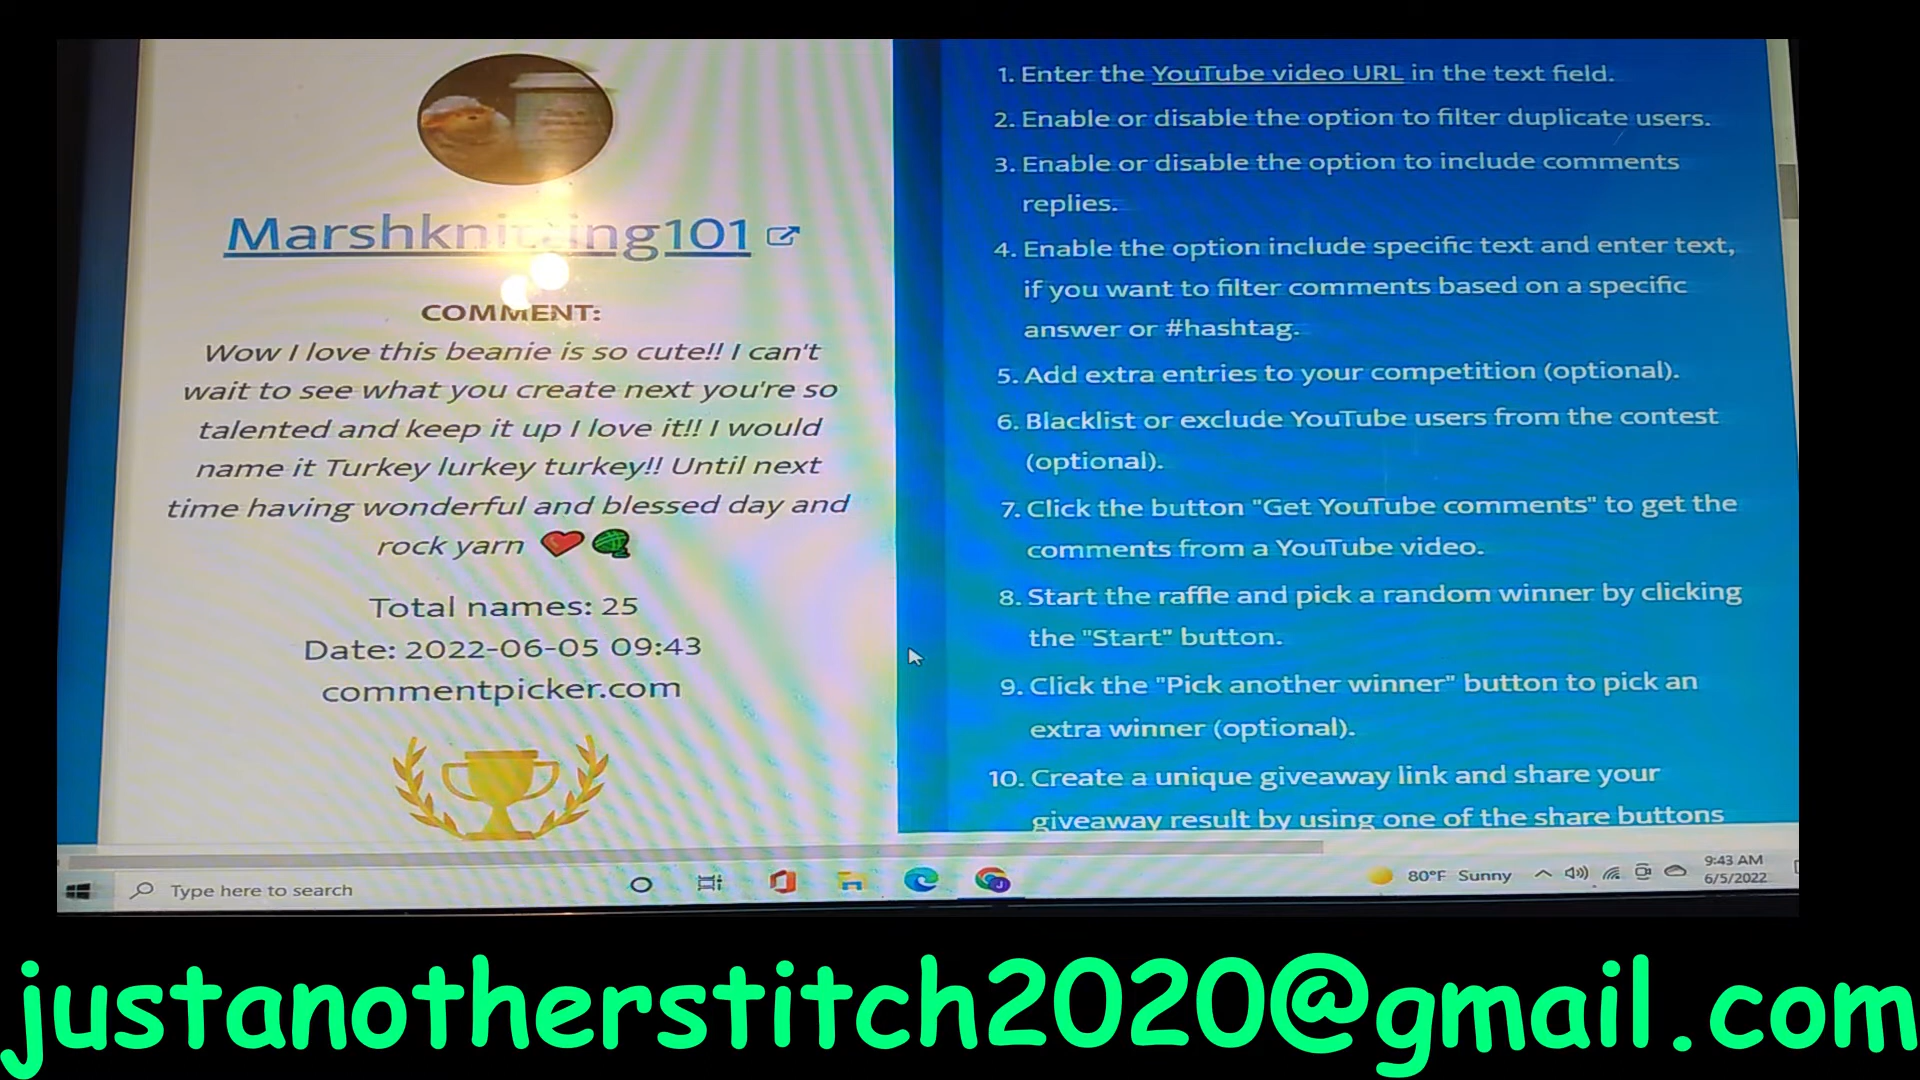 Marshknitting101
COMMENT:
Wow I love this beanie is so cute!! I can't
wait to see what you create next you're so
talented and keep it up I love it!! I would
name it Turkey lurkey turkey!! Until next
time having wonderful and blessed day and
rock yarn ❤️🧶
Total names: 25
Date: 2022-06-05 09:43
commentpicker.com
1. Enter the YouTube video URL in the text field.
2. Enable or disable the option to filter duplicate users.
3. Enable or disable the option to include comments
replies.
4. Enable the option include specific text and enter text,
if you want to filter comments based on a specific
answer or #hashtag.
5. Add extra entries to your competition (optional).
6. Blacklist or exclude YouTube users from the contest
(optional).
7. Click the button "Get YouTube comments" to get the
comments from a YouTube video.
8. Start the raffle and pick a random winner by clicking
the "Start" button.
9. Click the "Pick another winner" button to pick an
extra winner (optional).
10. Create a unique giveaway link and share your
giveaway result by using one of the share buttons
Type here to search
80°F Sunny
9:43 AM
6/5/2022
justanotherstitch2020@gmail.com